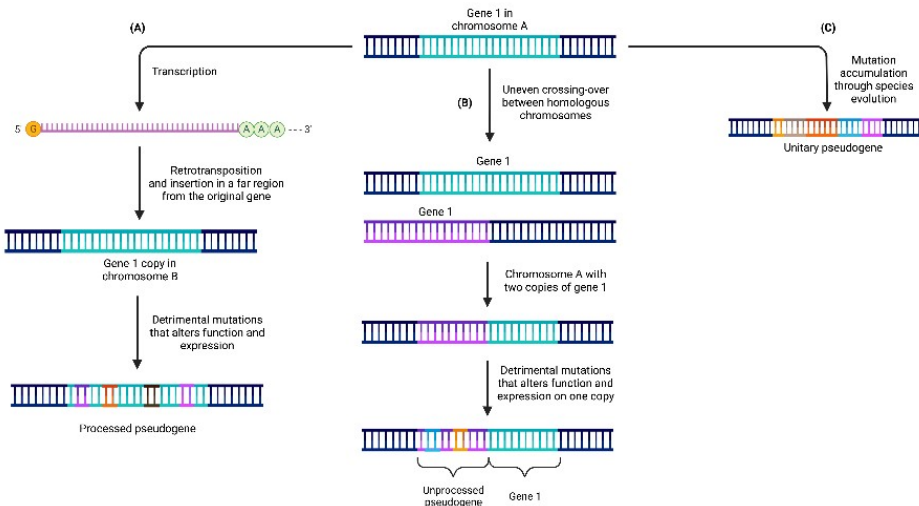 Gene 1 in
chromosome A
(A)
Transcription
5 G A A A --- 3'
Retrotransposition
and insertion in a far region
from the original gene
Gene 1 copy in
chromosome B
Detrimental mutations
that alters function and
expression
Processed pseudogene
(B)
Uneven crossing-over
between homologous
chromosomes
Gene 1
Gene 1
Chromosome A with
two copies of gene 1
Detrimental mutations
that alters function and
expression on one copy
Unprocessed
pseudogene
Gene 1
(C)
Mutation
accumulation
through species
evolution
Unitary pseudogene